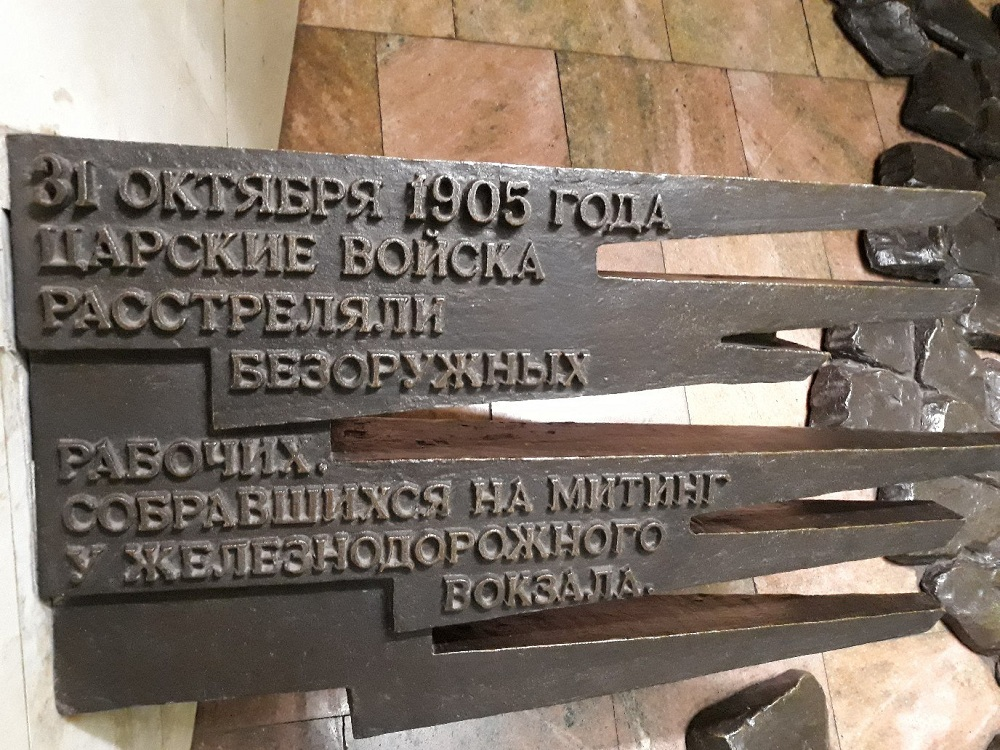 31 ОКТЯБРЯ 1905 ГОДА
ЦАРСКИЕ ВОЙСКА
РАССТРЕЛЯЛИ
БЕЗОРУЖНЫХ
РАБОЧИХ,
СОБРАВШИХСЯ НА МИТИНГ
У ЖЕЛЕЗНОДОРОЖНОГО
ВОКЗАЛА.